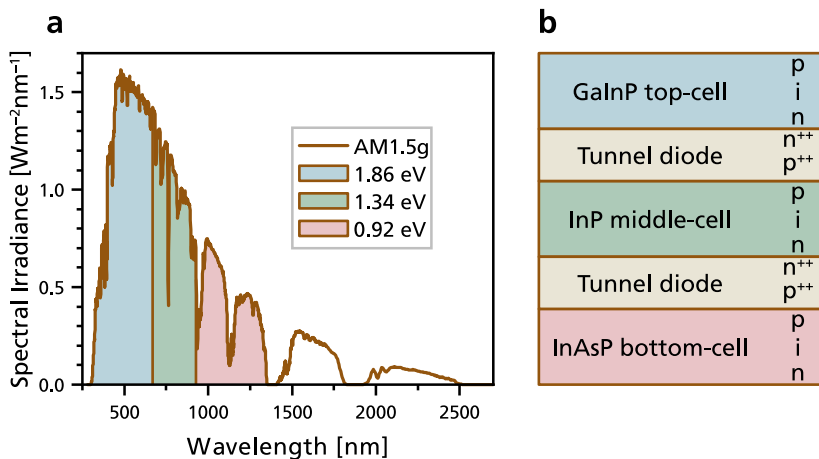 a
Spectral Irradiance [Wm⁻²nm⁻¹]
1.5
1.0
0.5
0.0
500
1000
1500
2000
2500
Wavelength [nm]
AM1.5g
1.86 eV
1.34 eV
0.92 eV
b
GaInP top-cell
p
i
n
Tunnel diode
n⁺⁺
p⁺⁺
InP middle-cell
p
i
n
Tunnel diode
n⁺⁺
p⁺⁺
InAsP bottom-cell
p
i
n